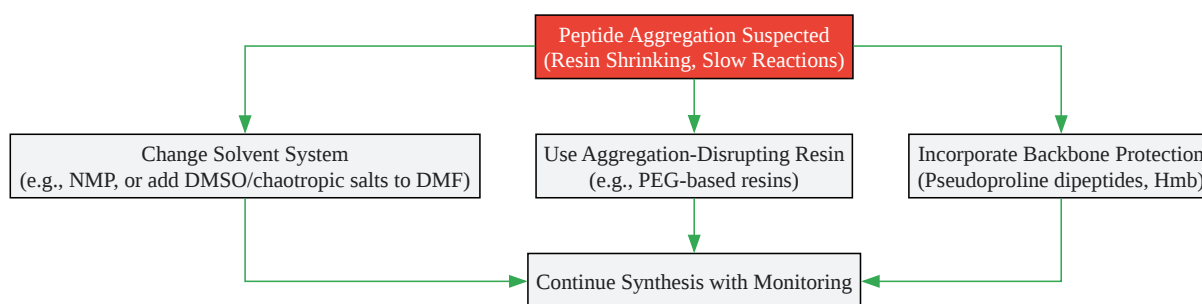 Peptide Aggregation Suspected
(Resin Shrinking, Slow Reactions)
Change Solvent System
(e.g., NMP, or add DMSO/chaotropic salts to DMF)
Use Aggregation-Disrupting Resin
(e.g., PEG-based resins)
Incorporate Backbone Protection
(Pseudoproline dipeptides, Hmb)
Continue Synthesis with Monitoring